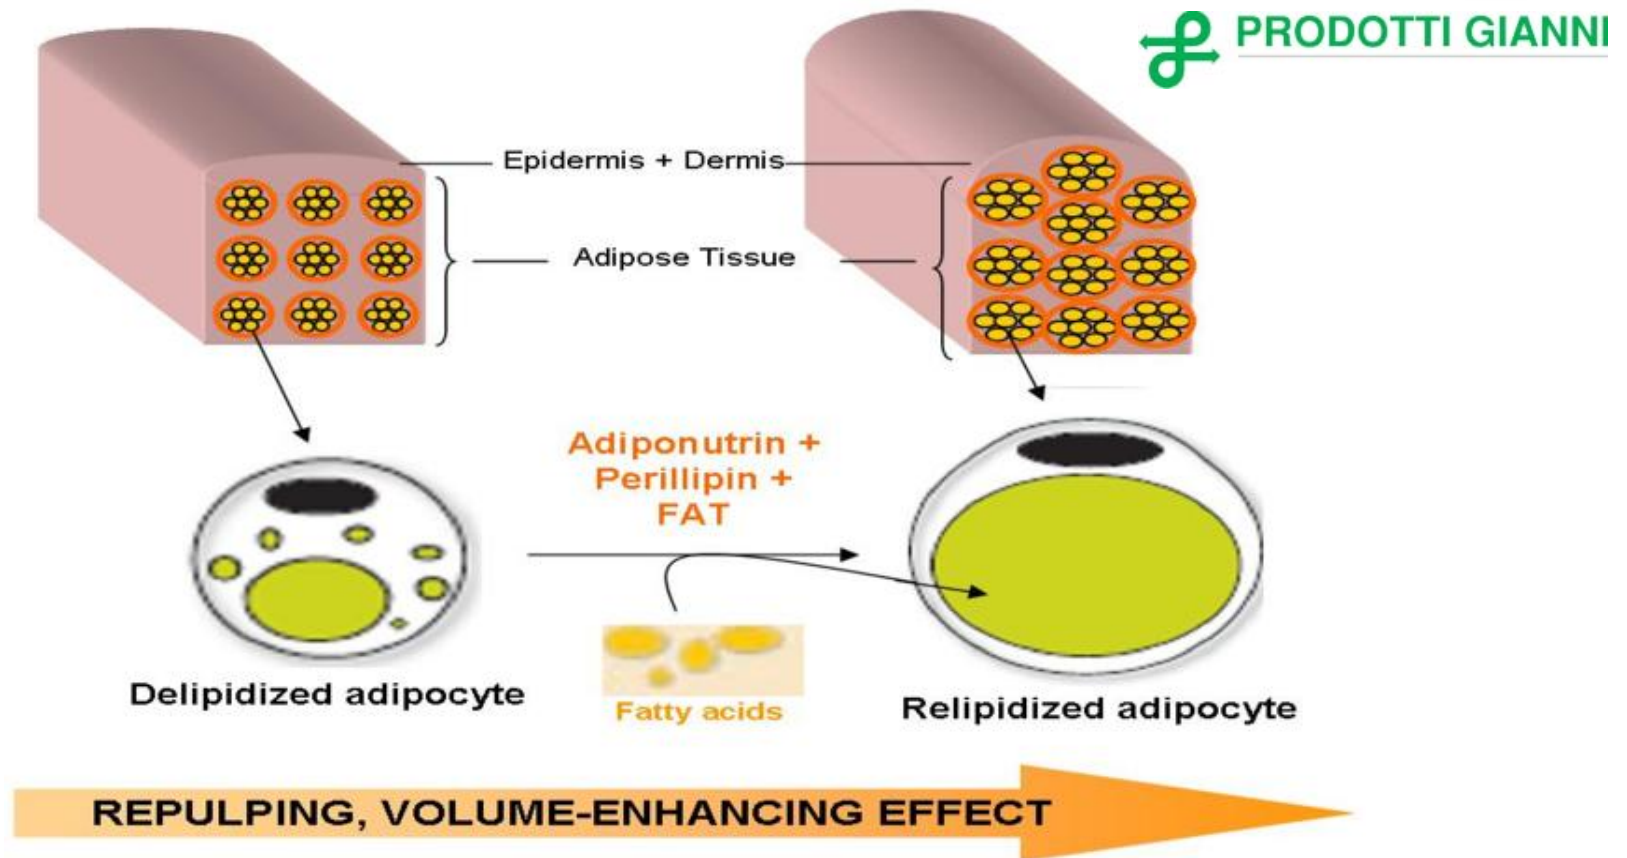 PRODOTTI GIANNI
Epidermis + Dermis
Adipose Tissue
Adiponutrin +
Perillipin +
FAT
Fatty acids
Delipidized adipocyte
Relipidized adipocyte
REPULPING, VOLUME-ENHANCING EFFECT